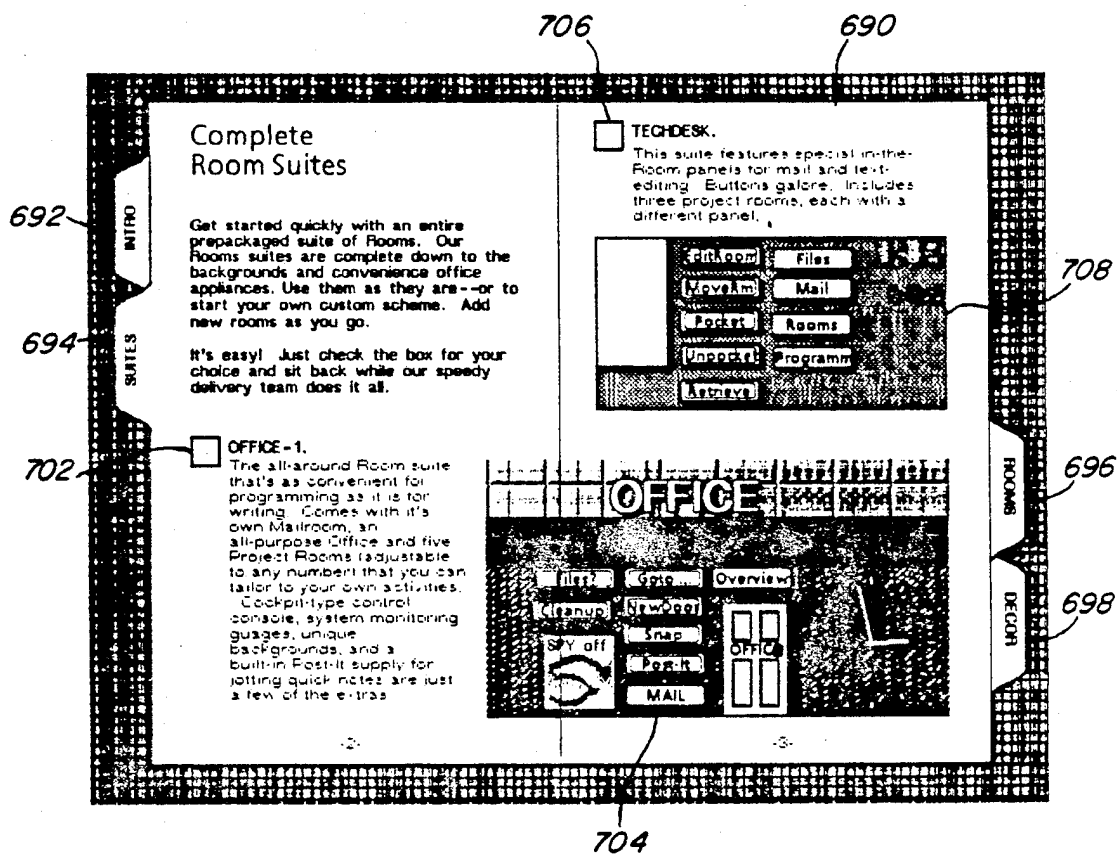 706
690
692
694
702
INTRO
SUITES
Complete
Room Suites
Get started quickly with an entire
prepackaged suite of Rooms. Our
Rooms suites are complete down to the
backgrounds and convenience office
appliances. Use them as they are--or to
start your own custom scheme. Add
new rooms as you go.
It's easy! Just check the box for your
choice and sit back while our speedy
delivery team does it all.
OFFICE-1.
The all-around Room suite
that's as convenient for
programming as it is for
writing. Comes with it's
own Mailroom, an
all-purpose Office and five
Project Rooms (adjustable
to any number) that you can
tailor to your own activities.
Cockpit-type control
console, system monitoring
guages, unique
backgrounds, and a
built-in Post-It supply for
jotting quick notes are just
a few of the extras
-2-
TECHDESK.
This suite features special in-the-
Room panels for mail and text-
editing. Buttons galore. Includes
three project rooms, each with a
different panel.
EditRoom Files
MoveRm Mail
Pocket Rooms
Unpocket Programm
Retrieve
OFFICE
Files? Goto... Overview
Cleanup NewDoor
Snap
SPY off Post-It OFFICE
MAIL
-3-
ROOMS
DECOR
708
696
698
704